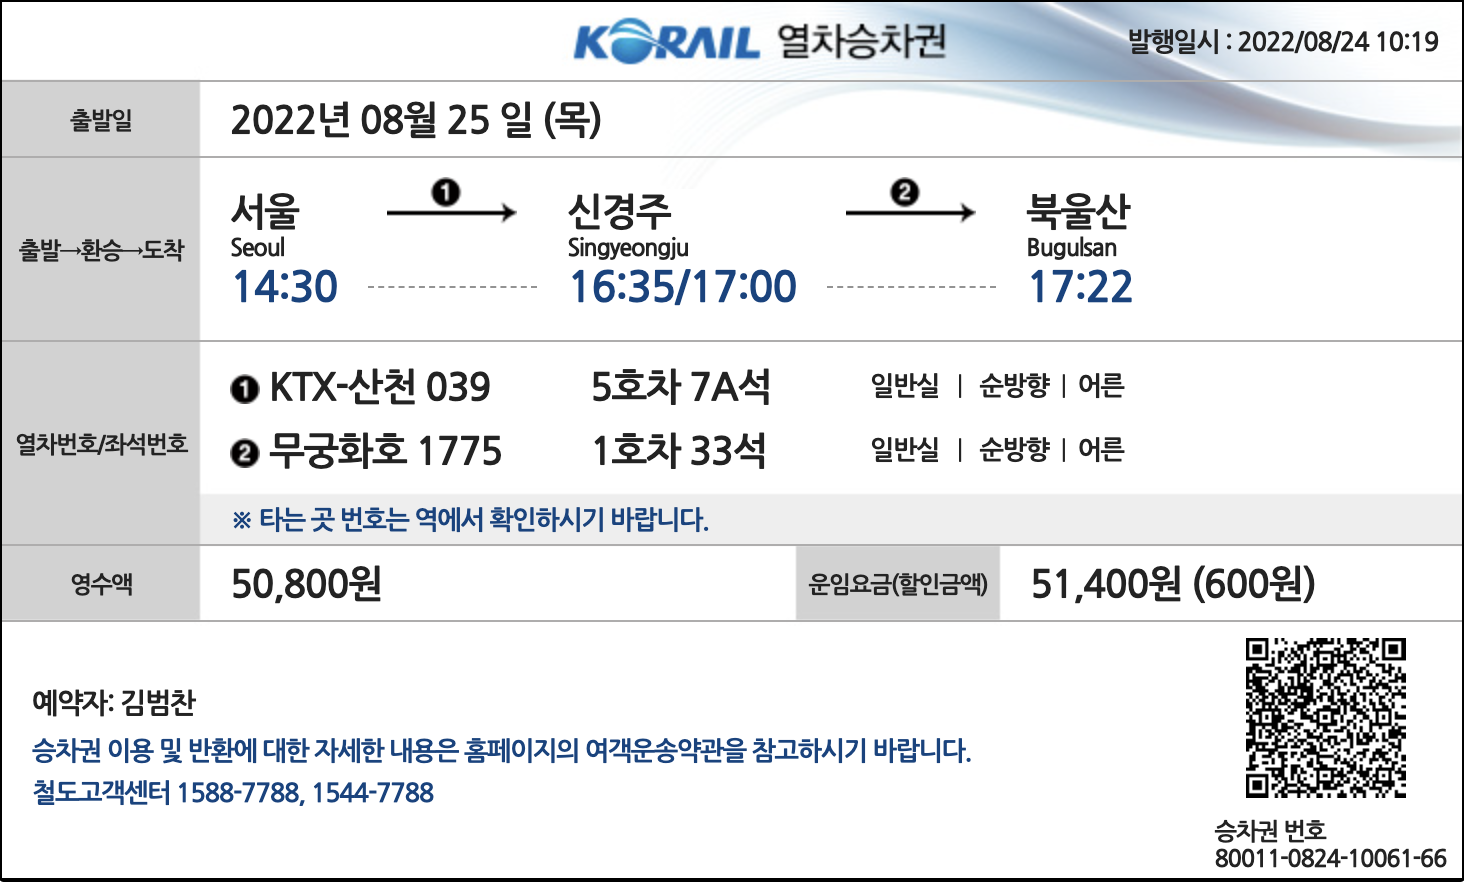 KORAIL 열차승차권
발행일시 : 2022/08/24 10:19
출발일 2022년 08월 25 일 (목)
출발→환승→도착
서울 ❶ 신경주 ❷ 북울산
Seoul Singyeongju Bugulsan
14:30 16:35/17:00 17:22
열차번호/좌석번호
❶ KTX-산천 039 5호차 7A석 일반실 | 순방향 | 어른
❷ 무궁화호 1775 1호차 33석 일반실 | 순방향 | 어른
※ 타는 곳 번호는 역에서 확인하시기 바랍니다.
영수액 50,800원 운임요금(할인금액) 51,400원 (600원)
예약자: 김범찬
승차권 이용 및 반환에 대한 자세한 내용은 홈페이지의 여객운송약관을 참고하시기 바랍니다.
철도고객센터 1588-7788, 1544-7788
승차권 번호
80011-0824-10061-66